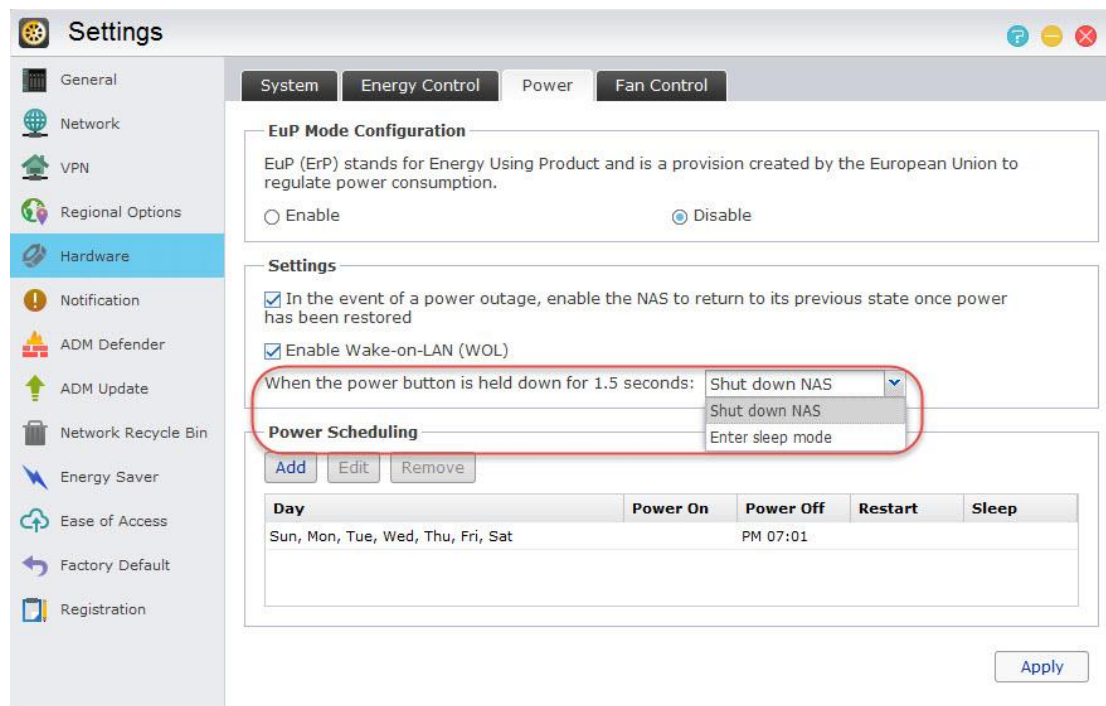 Settings
General
Network
VPN
Regional Options
Hardware
Notification
ADM Defender
ADM Update
Network Recycle Bin
Energy Saver
Ease of Access
Factory Default
Registration
System Energy Control Power Fan Control
EuP Mode Configuration
EuP (ErP) stands for Energy Using Product and is a provision created by the European Union to
regulate power consumption.
Enable Disable
Settings
In the event of a power outage, enable the NAS to return to its previous state once power
has been restored
Enable Wake-on-LAN (WOL)
When the power button is held down for 1.5 seconds: Shut down NAS
Shut down NAS
Enter sleep mode
Power Scheduling
Add Edit Remove
Day Power On Power Off Restart Sleep
Sun, Mon, Tue, Wed, Thu, Fri, Sat PM 07:01
Apply